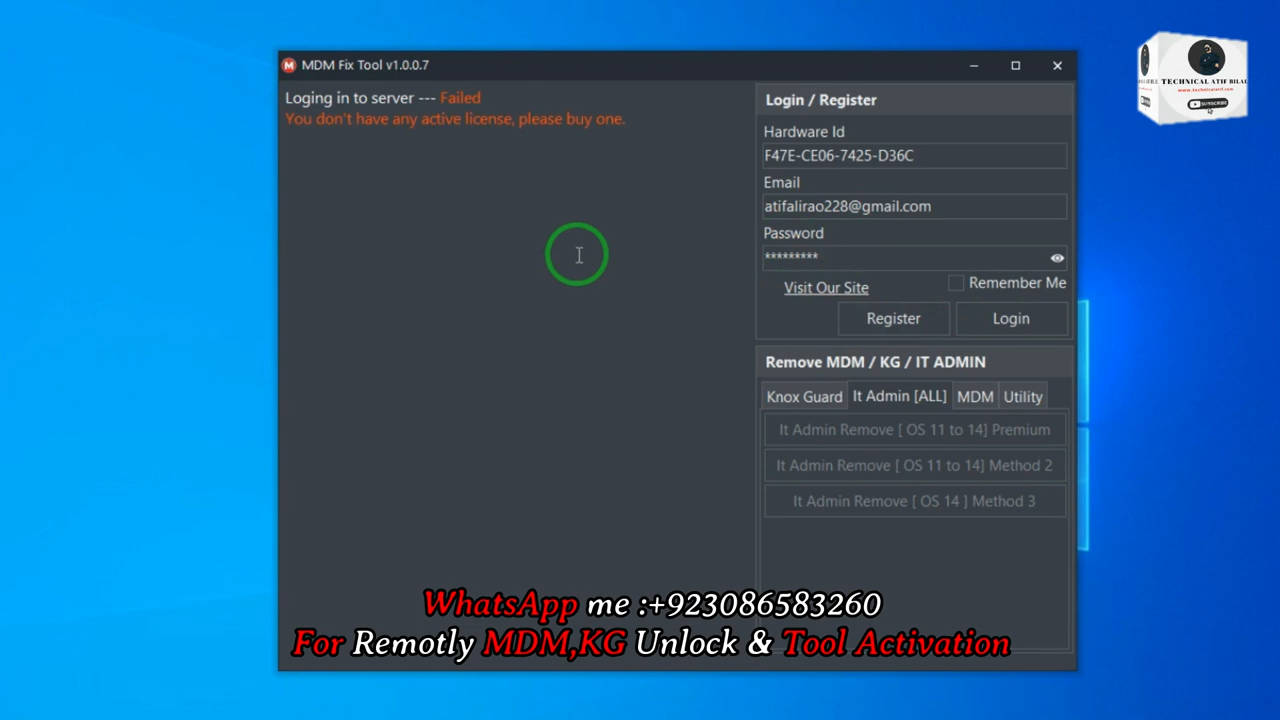 MDM Fix Tool v1.0.0.7
Loging in to server --- Failed
You don't have any active license, please buy one.
Login / Register
Hardware Id
F47E-CE06-7425-D36C
Email
atifalirao228@gmail.com
Password
*********
Visit Our Site
Remember Me
Register
Login
Remove MDM / KG / IT ADMIN
Knox Guard
It Admin [ALL]
MDM
Utility
It Admin Remove [ OS 11 to 14] Premium
It Admin Remove [ OS 11 to 14] Method 2
It Admin Remove [ OS 14 ] Method 3
WhatsApp me :+923086583260
For Remotly MDM,KG Unlock & Tool Activation
TECHNICAL ATIF BILAL
www.technicalatif.com
SUBSCRIBE